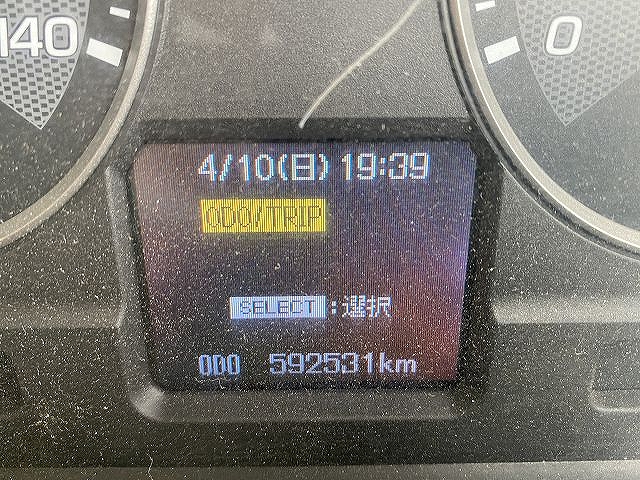 140
0
4/10(日) 19:39
ODO/TRIP
SELECT :選択
ODO 592531km